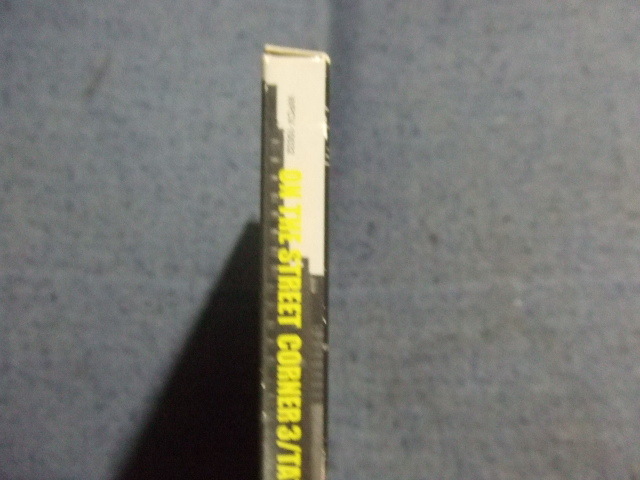 ON THE STREET CORNER 3/TA